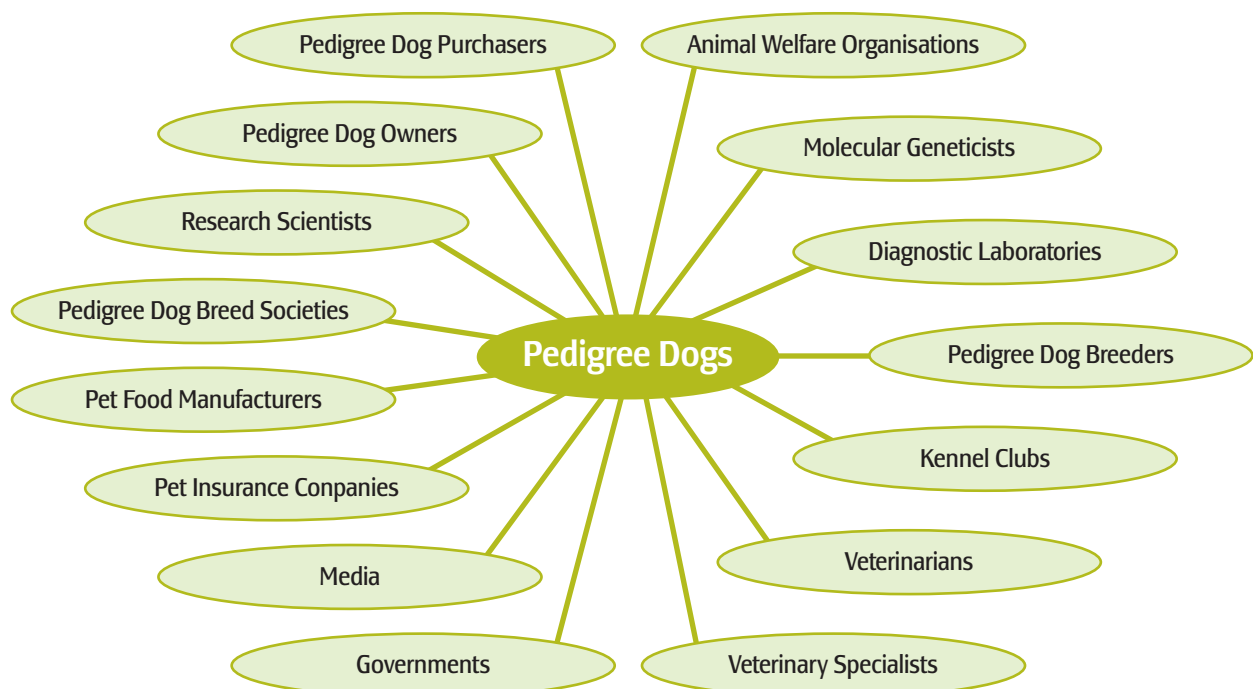 Pedigree Dog Purchasers
Animal Welfare Organisations
Pedigree Dog Owners
Molecular Geneticists
Research Scientists
Diagnostic Laboratories
Pedigree Dog Breed Societies
Pedigree Dogs
Pedigree Dog Breeders
Pet Food Manufacturers
Kennel Clubs
Pet Insurance Conpanies
Veterinarians
Media
Governments
Veterinary Specialists